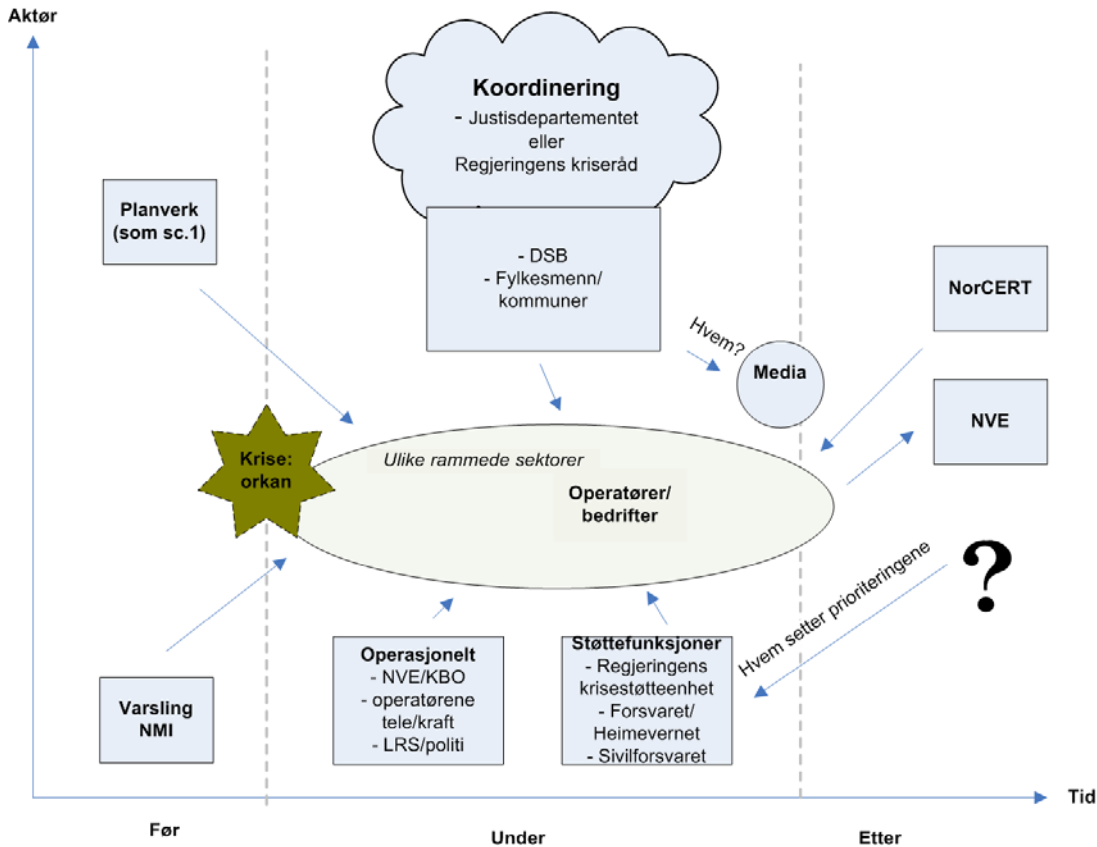 Aktør
Koordinering
- Justisdepartementet
eller
Regjeringens kriseråd
Planverk
(som sc.1)
- DSB
- Fylkesmenn/
kommuner
NorCERT
Hvem?
Media
NVE
Krise:
orkan
Ulike rammede sektorer
Operatører/
bedrifter
?
Hvem setter prioriteringene
Varsling
NMI
Operasjonelt
- NVE/KBO
- operatørene
tele/kraft
- LRS/politi
Støttefunksjoner
- Regjeringens
krisestøtteenhet
- Forsvaret/
Heimevernet
- Sivilforsvaret
Tid
Før
Under
Etter